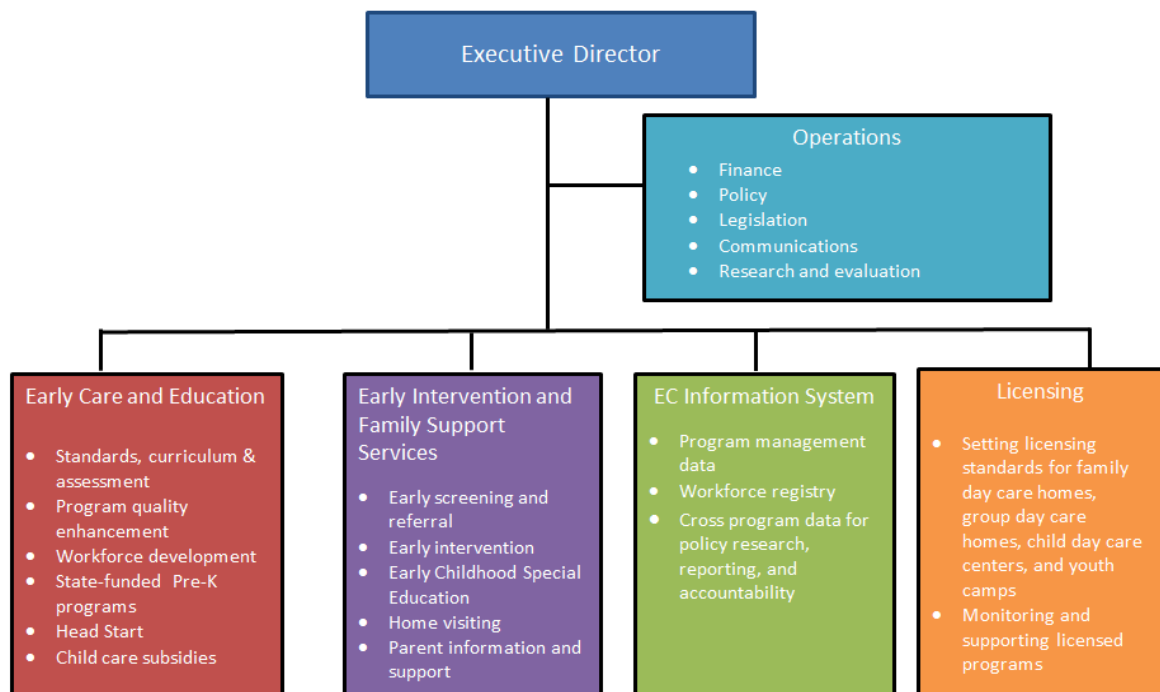 Executive Director
Operations
• Finance
• Policy
• Legislation
• Communications
• Research and evaluation
Early Care and Education
• Standards, curriculum &
assessment
• Program quality
enhancement
• Workforce development
• State-funded Pre-K
programs
• Head Start
• Child care subsidies
Early Intervention and
Family Support
Services
• Early screening and
referral
• Early intervention
• Early Childhood Special
Education
• Home visiting
• Parent information and
support
EC Information System
• Program management
data
• Workforce registry
• Cross program data for
policy research,
reporting, and
accountability
Licensing
• Setting licensing
standards for family
day care homes,
group day care
homes, child day care
centers, and youth
camps
• Monitoring and
supporting licensed
programs